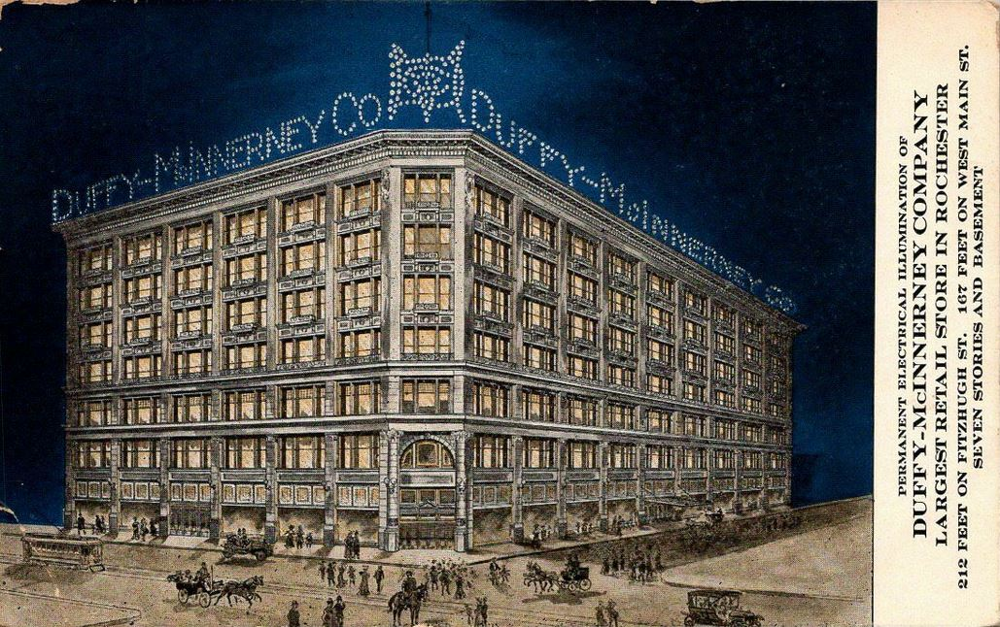 DUFFY-McINNERNEY CO
DUFFY-McINNERNEY CO
PERMANENT ELECTRICAL ILLUMINATION OF
DUFFY-McINNERNEY COMPANY
LARGEST RETAIL STORE IN ROCHESTER
212 FEET ON FITZHUGH ST. 167 FEET ON WEST MAIN ST.
SEVEN STORIES AND BASEMENT